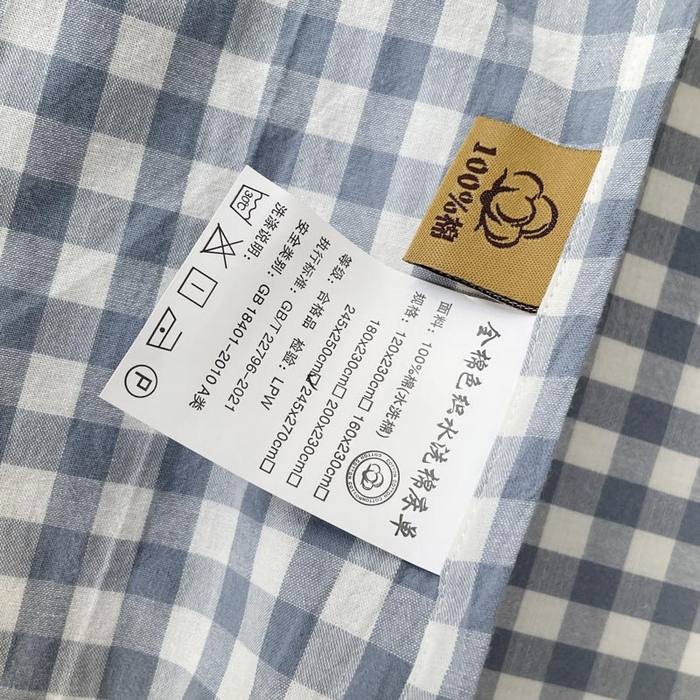 100%棉
全棉色织水洗棉床单
面料：100%棉(水洗棉)
规格：120x230cm□ 160x230cm□
180x230cm□ 200x230cm□
245x250cm☑ 245x270cm□
等级：合格品 检验：LPW
执行标准：GB/T 22796-2021
安全类别：GB 18401-2010 A类
洗涤说明：
30℃
P